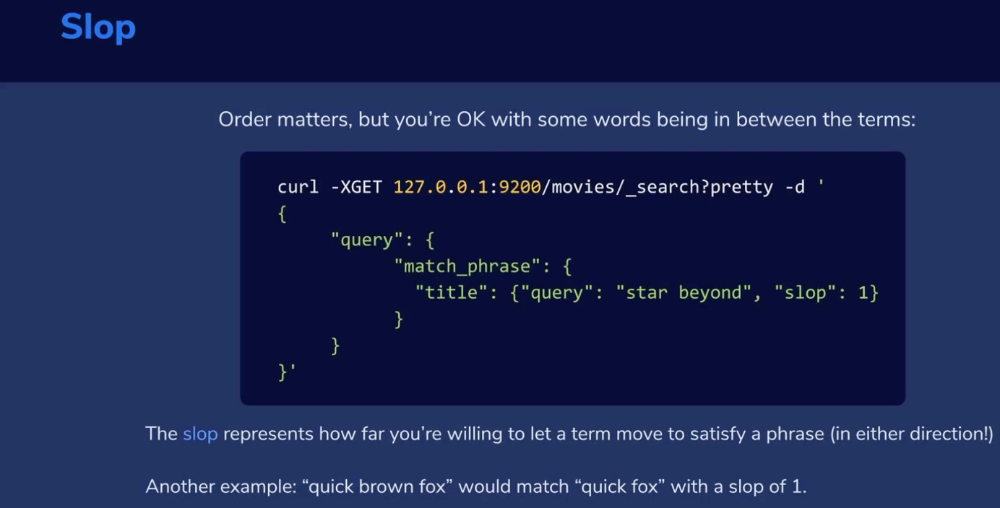 Slop
Order matters, but you’re OK with some words being in between the terms:
curl -XGET 127.0.0.1:9200/movies/_search?pretty -d '
{
"query": {
"match_phrase": {
"title": {"query": "star beyond", "slop": 1}
}
}
}'
The slop represents how far you’re willing to let a term move to satisfy a phrase (in either direction!)
Another example: “quick brown fox” would match “quick fox” with a slop of 1.